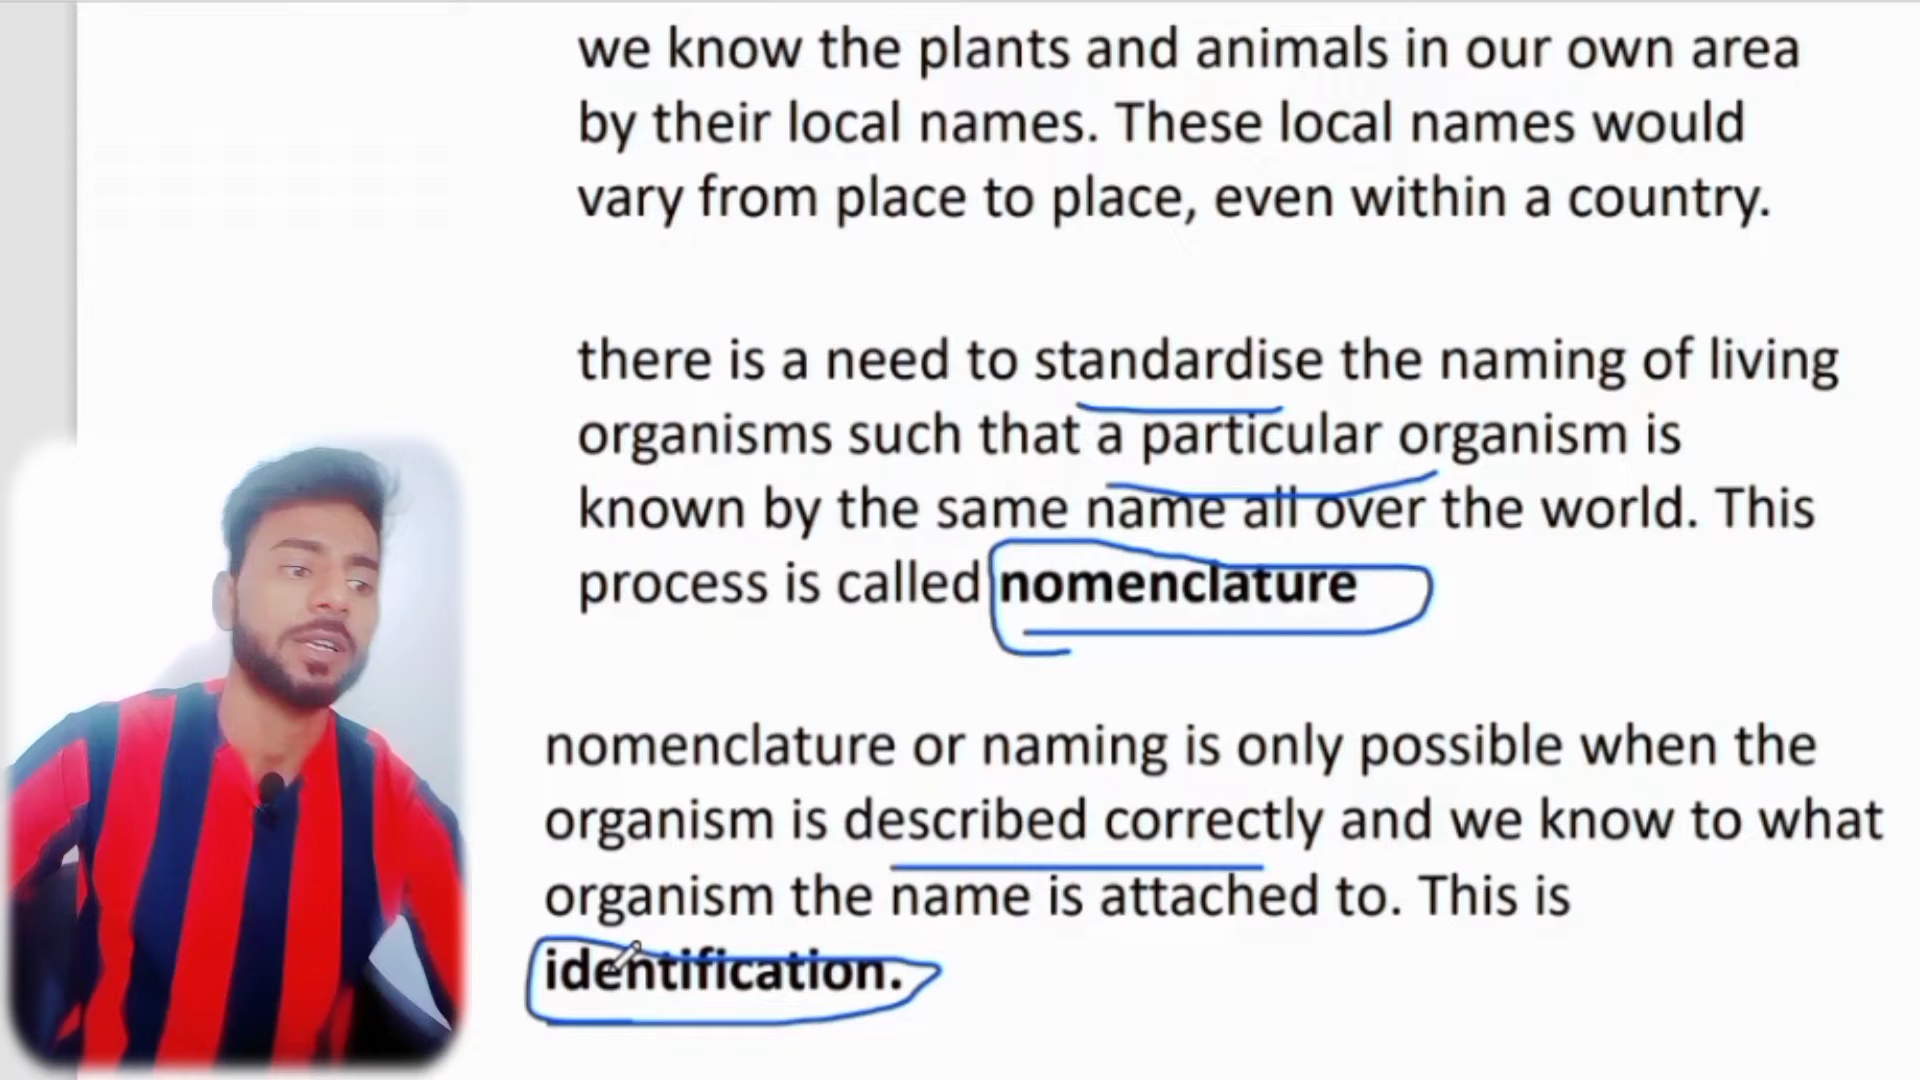 we know the plants and animals in our own area
by their local names. These local names would
vary from place to place, even within a country.
there is a need to standardise the naming of living
organisms such that a particular organism is
known by the same name all over the world. This
process is called nomenclature
nomenclature or naming is only possible when the
organism is described correctly and we know to what
organism the name is attached to. This is
identification.